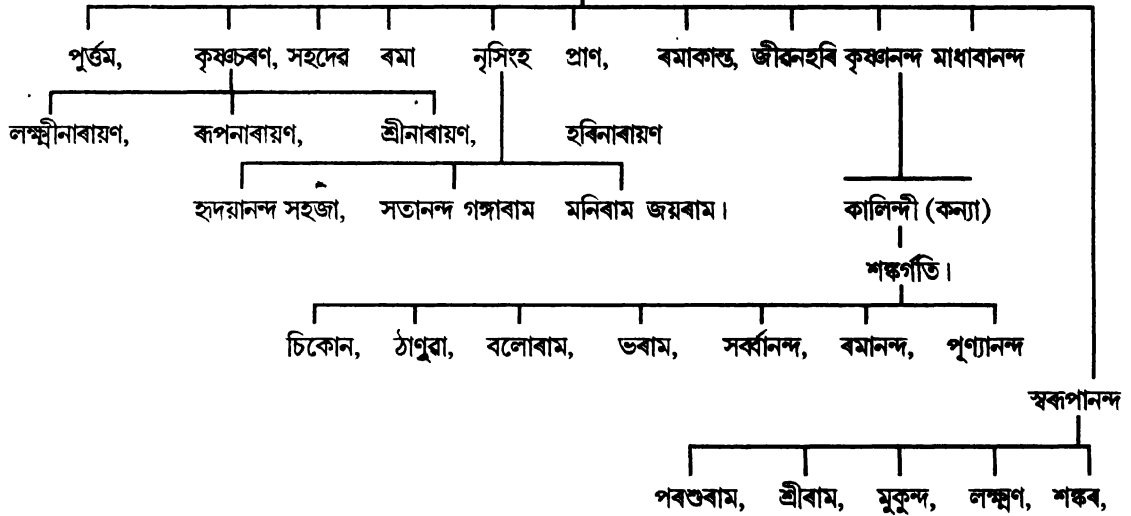 পুৰ্ত্তম, কৃষ্ণচৰণ, সহদেৱ ৰমা নৃসিংহ প্ৰাণ, ৰমাকান্ত, জীৱনহৰি কৃষ্ণানন্দ মাধাবানন্দ
লক্ষ্মীনাৰায়ণ, ৰূপনাৰায়ণ, শ্ৰীনাৰায়ণ, হৰিনাৰায়ণ
হৃদয়ানন্দ সহজা, সতানন্দ গঙ্গাৰাম মনিৰাম জয়ৰাম।
কালিন্দী (কন্যা)
শঙ্কৰ্গতি।
চিকোন, ঠাণুৱা, বলোৰাম, ভৰাম, সৰ্ব্বানন্দ, ৰমানন্দ, পূণ্যানন্দ
স্বৰূপানন্দ
পৰশুৰাম, শ্ৰীৰাম, মুকুন্দ, লক্ষ্মণ, শঙ্কৰ,